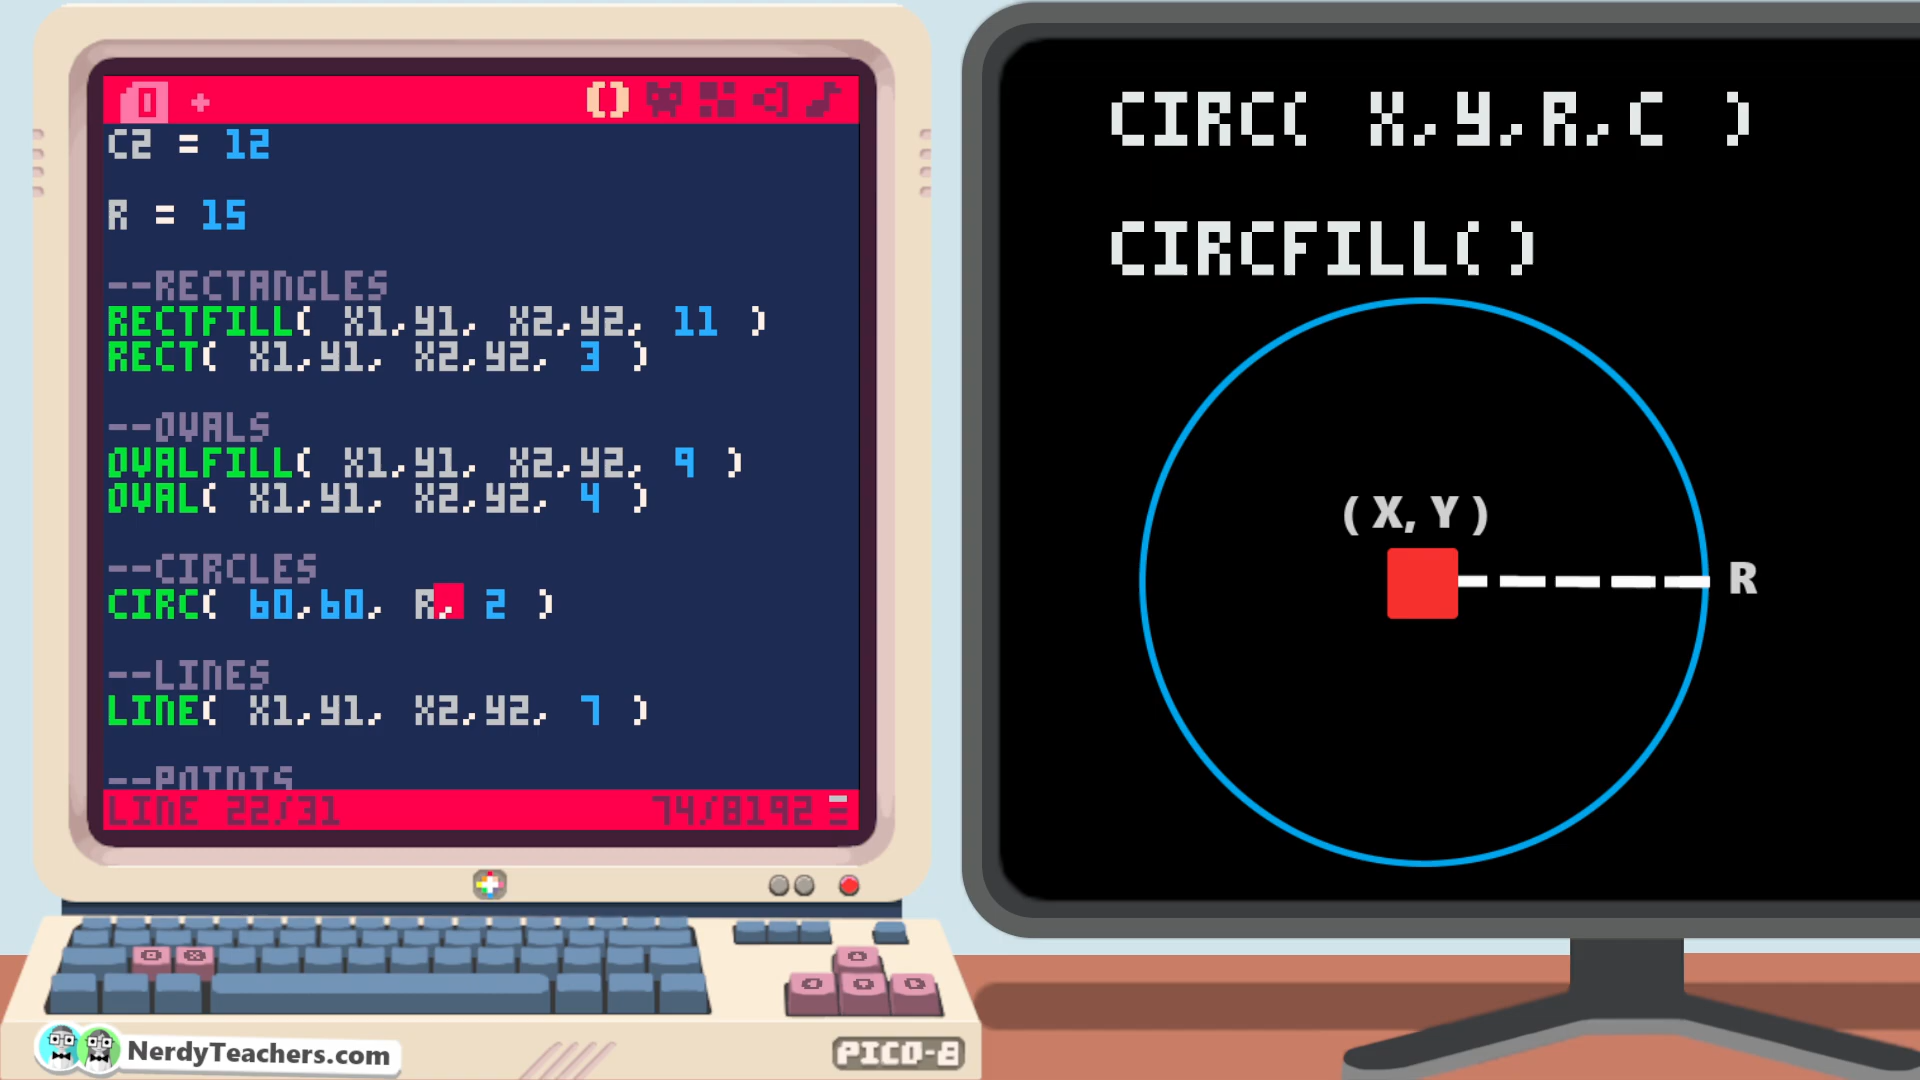 C2 = 12
R = 15
--RECTANGLES
RECTFILL( X1,Y1, X2,Y2, 11 )
RECT( X1,Y1, X2,Y2, 3 )
--OVALS
OVALFILL( X1,Y1, X2,Y2, 9 )
OVAL( X1,Y1, X2,Y2, 4 )
--CIRCLES
CIRC( 60,60, R, 2 )
--LINES
LINE( X1,Y1, X2,Y2, 7 )
--POINTS
LINE 22/31
74/8192
NerdyTeachers.com
PICO-8
CIRC( X,Y,R,C )
CIRCFILL()
( X, Y )
R